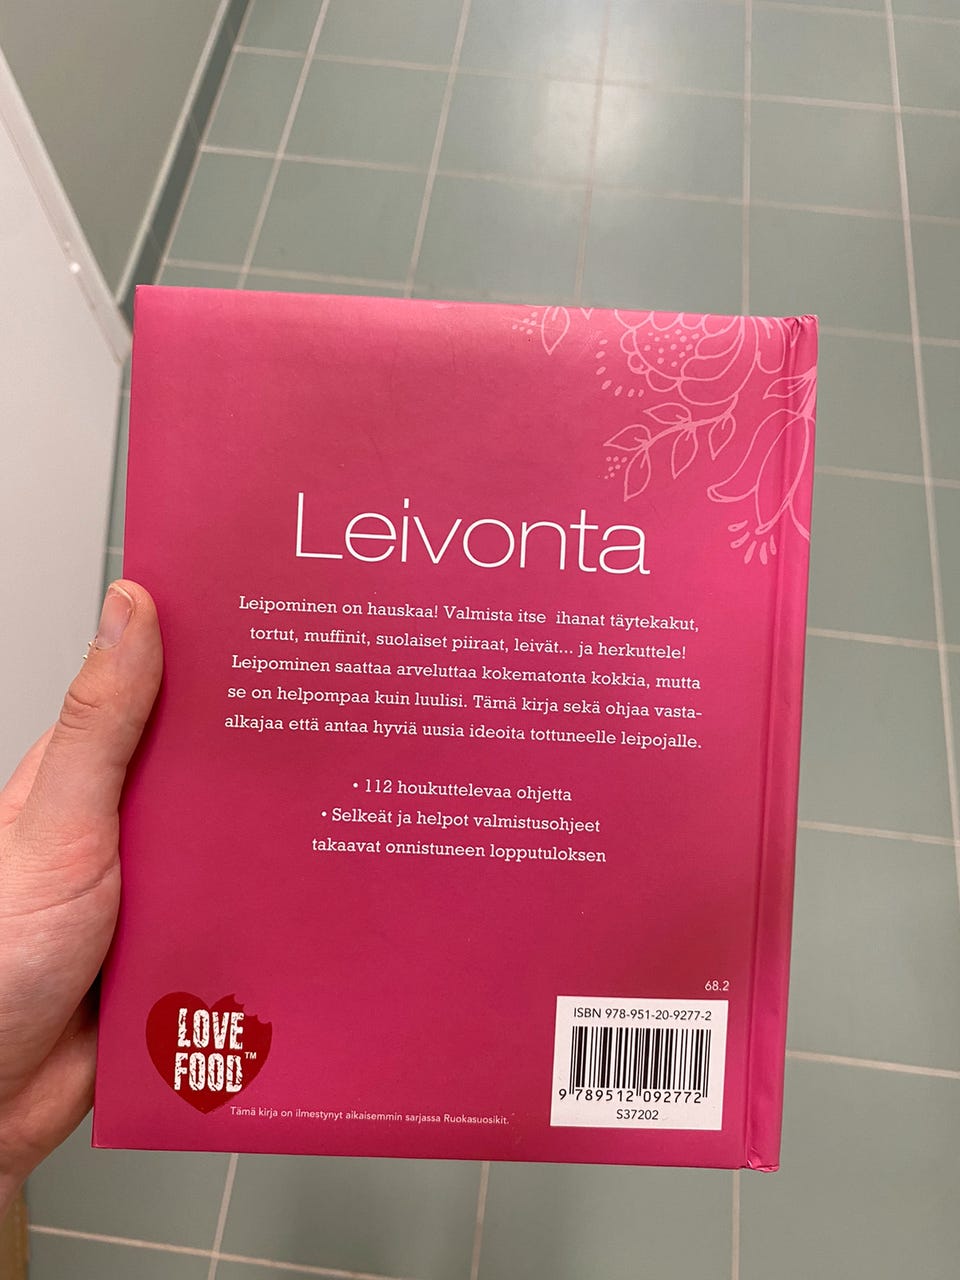 Leivonta
Leipominen on hauskaa! Valmista itse ihanat täytekakut,
tortut, muffinit, suolaiset piiraat, leivät... ja herkuttele!
Leipominen saattaa arveluttaa kokematonta kokkia, mutta
se on helpompaa kuin luulisi. Tämä kirja sekä ohjaa vasta-
alkajaa että antaa hyviä uusia ideoita tottuneelle leipojalle.
• 112 houkuttelevaa ohjetta
• Selkeät ja helpot valmistusohjeet
takaavat onnistuneen lopputuloksen
68.2
ISBN 978-951-20-9277-2
9 789512 092772
S37202
LOVE
FOOD™
Tämä kirja on ilmestynyt aikaisemmin sarjassa Ruokasuosikit.